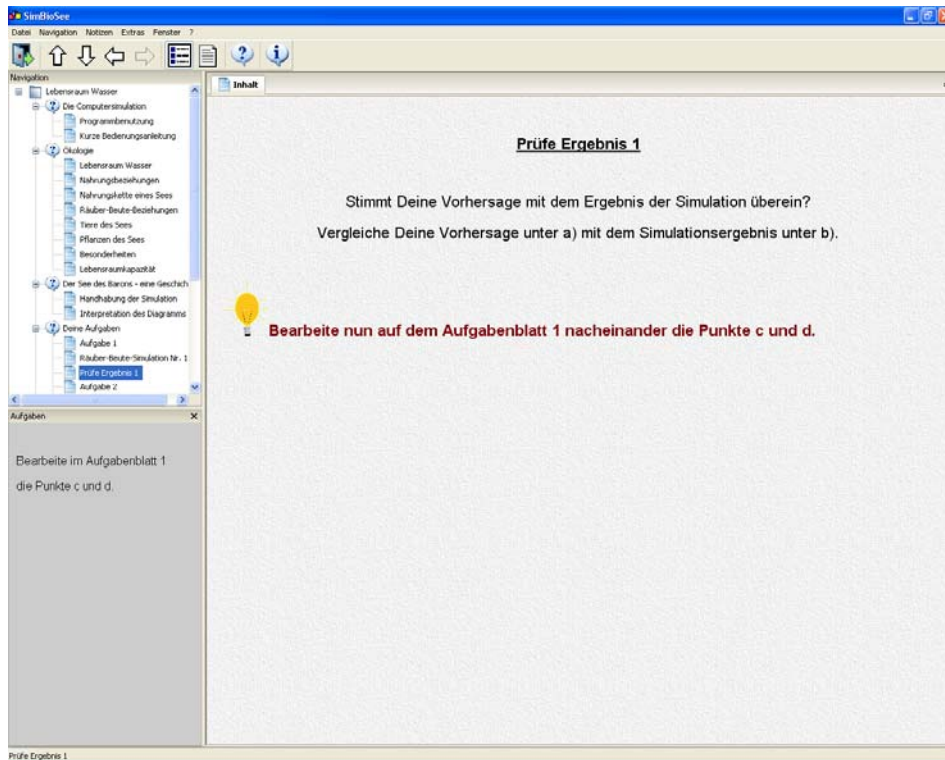 SimBioSee
Datei Navigation Notizen Extras Fenster ?
Navigation
Lebensraum Wasser
Die Computersimulation
Programmbenutzung
Kurze Bedienungsanleitung
Ökologie
Lebensraum Wasser
Nahrungsbeziehungen
Nahrungskette eines Sees
Räuber-Beute-Beziehungen
Tiere des Sees
Pflanzen des Sees
Besonderheiten
Lebensraumkapazität
Der See des Barons - eine Geschich
Handhabung der Simulation
Interpretation des Diagramms
Deine Aufgaben
Aufgabe 1
Räuber-Beute-Simulation Nr. 1
Prüfe Ergebnis 1
Aufgabe 2
Aufgaben
Bearbeite im Aufgabenblatt 1
die Punkte c und d.
Inhalt
Prüfe Ergebnis 1
Stimmt Deine Vorhersage mit dem Ergebnis der Simulation überein?
Vergleiche Deine Vorhersage unter a) mit dem Simulationsergebnis unter b).
Bearbeite nun auf dem Aufgabenblatt 1 nacheinander die Punkte c und d.
Prüfe Ergebnis 1